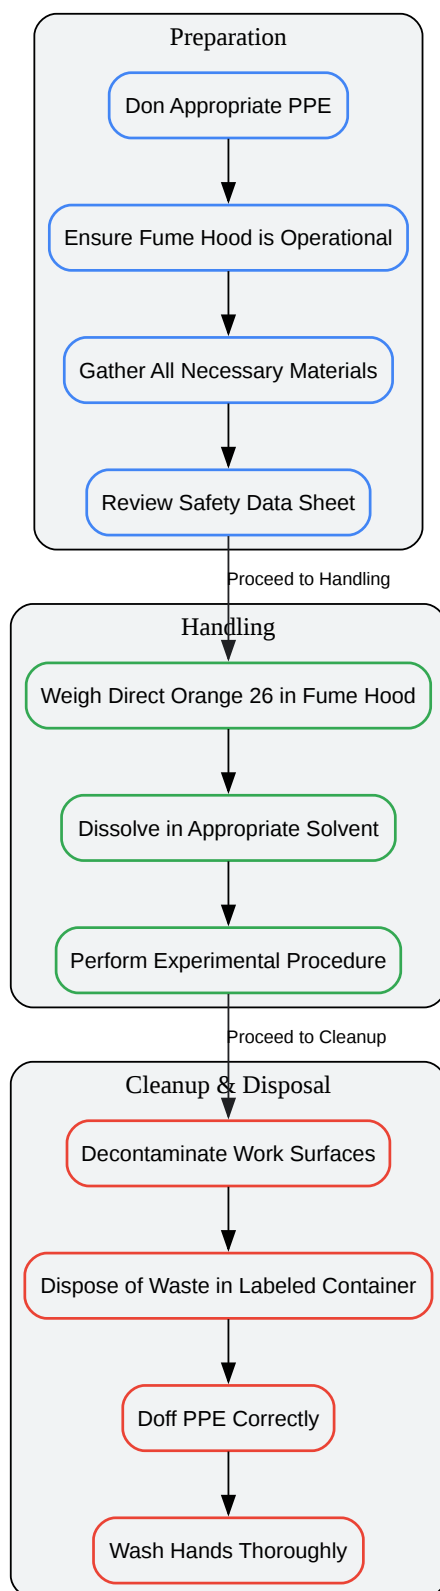 Preparation
Don Appropriate PPE
Ensure Fume Hood is Operational
Gather All Necessary Materials
Review Safety Data Sheet
Proceed to Handling
Handling
Weigh Direct Orange 26 in Fume Hood
Dissolve in Appropriate Solvent
Perform Experimental Procedure
Proceed to Cleanup
Cleanup & Disposal
Decontaminate Work Surfaces
Dispose of Waste in Labeled Container
Doff PPE Correctly
Wash Hands Thoroughly